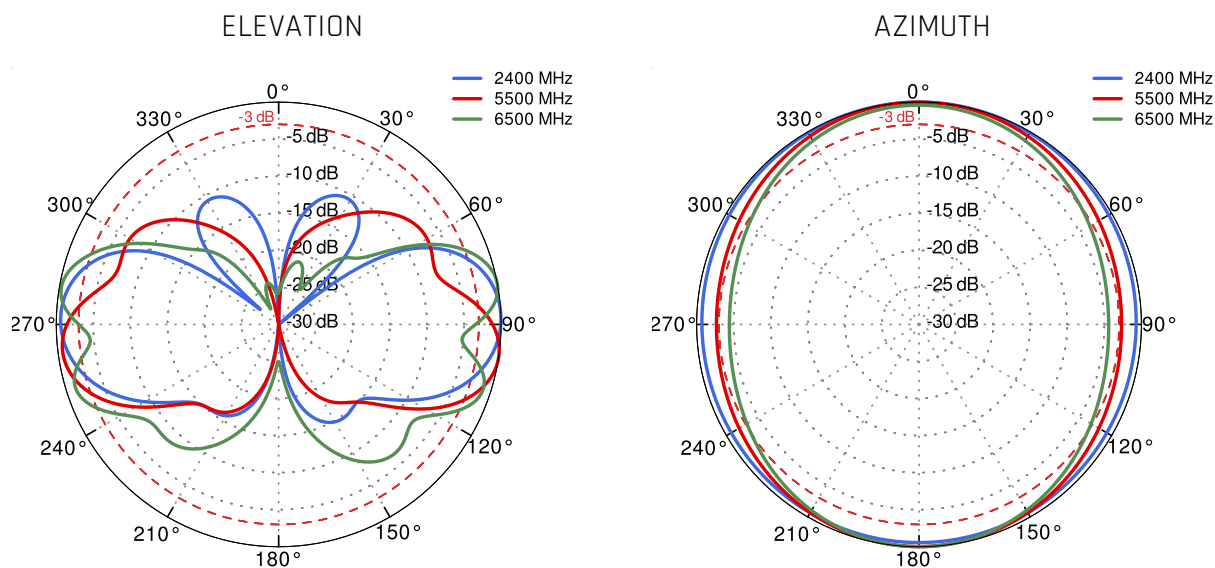 ELEVATION
2400 MHz
5500 MHz
6500 MHz
0°
330°
-3 dB
30°
-5 dB
-10 dB
300°
-15 dB
60°
-20 dB
-25 dB
270°
-30 dB
90°
240°
120°
210°
150°
180°
AZIMUTH
2400 MHz
5500 MHz
6500 MHz
0°
330°
-3 dB
30°
-5 dB
-10 dB
300°
-15 dB
60°
-20 dB
-25 dB
270°
-30 dB
90°
240°
120°
210°
150°
180°